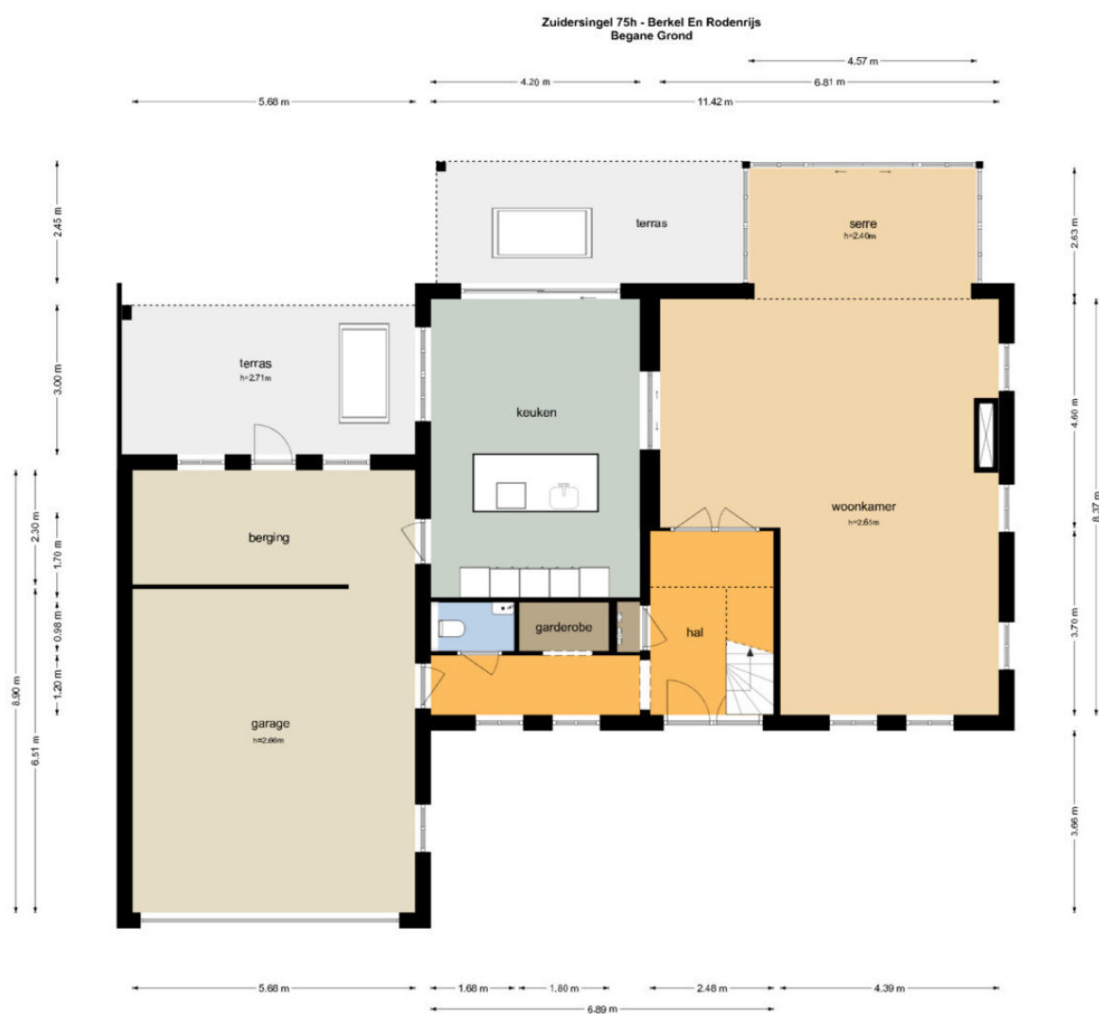 Zuidersingel 75h - Berkel En Rodenrijs
Begane Grond
4.57 m
4.20 m
6.81 m
5.68 m
11.42 m
2.45 m
2.63 m
terras
serre
h=2.40m
3.00 m
terras
h=2.71m
keuken
4.60 m
8.37 m
woonkamer
h=2.65m
2.30 m
1.70 m
berging
0.98 m
garderobe
hal
3.70 m
1.20 m
8.90 m
6.51 m
garage
h=2.66m
3.66 m
5.68 m
1.68 m
1.80 m
2.48 m
4.39 m
6.89 m